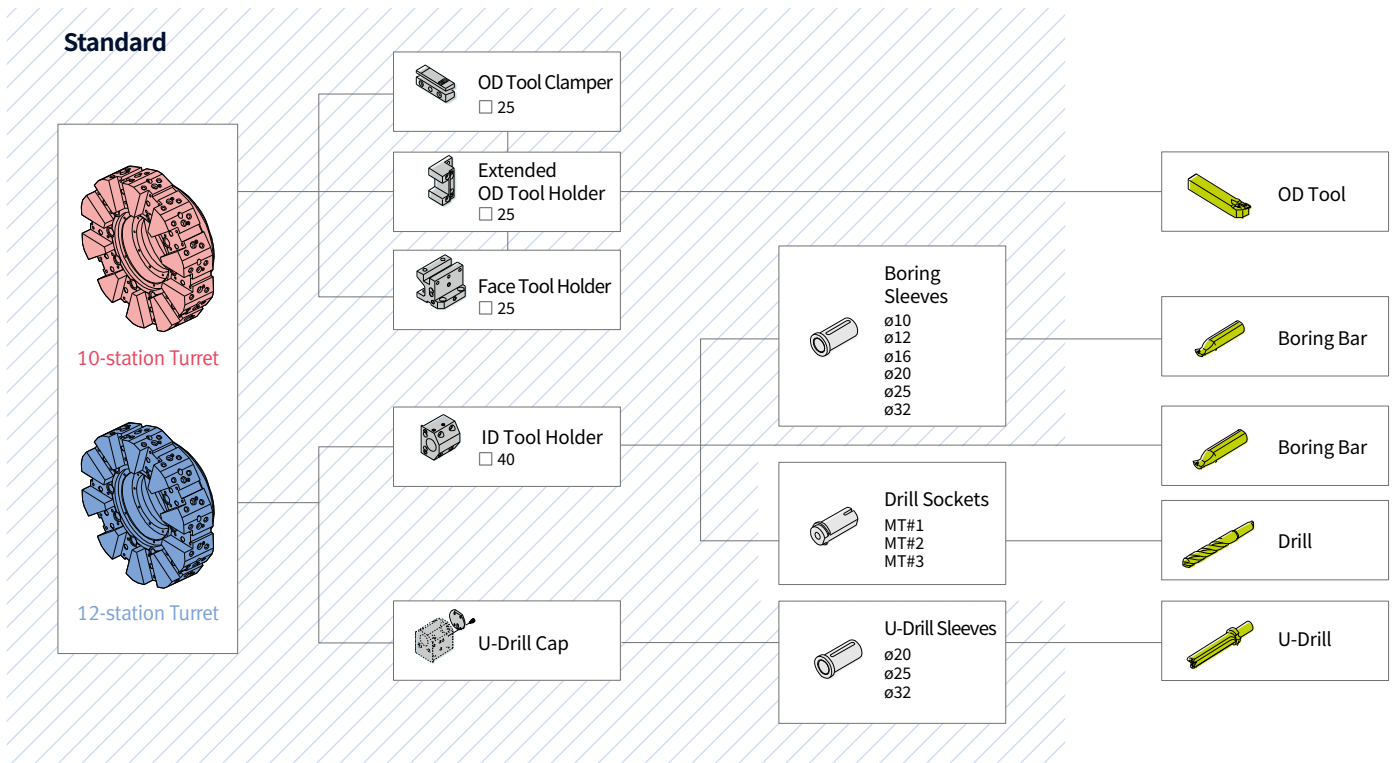 Standard
10-station Turret
12-station Turret
OD Tool Clamper
□ 25
Extended
OD Tool Holder
□ 25
Face Tool Holder
□ 25
ID Tool Holder
□ 40
U-Drill Cap
Boring
Sleeves
ø10
ø12
ø16
ø20
ø25
ø32
Drill Sockets
MT#1
MT#2
MT#3
U-Drill Sleeves
ø20
ø25
ø32
OD Tool
Boring Bar
Boring Bar
Drill
U-Drill